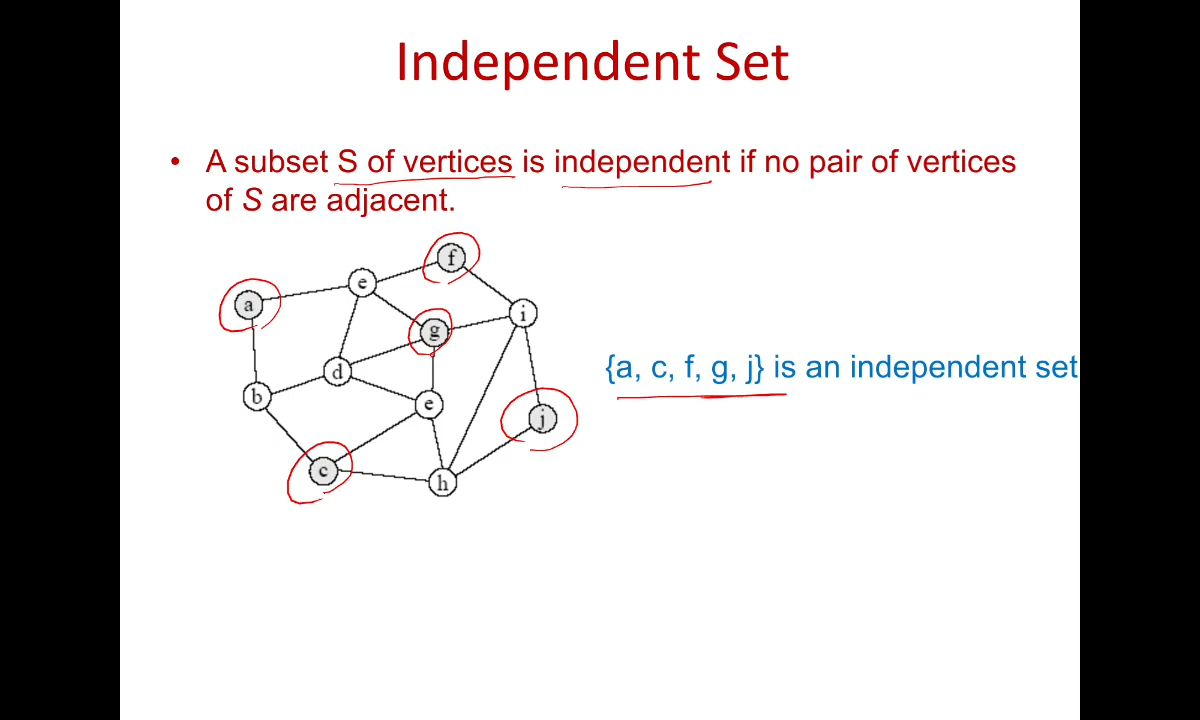 Independent Set
• A subset S of vertices is independent if no pair of vertices
of S are adjacent.
f
e
a
i
g
d
b
e
j
c
h
{a, c, f, g, j} is an independent set